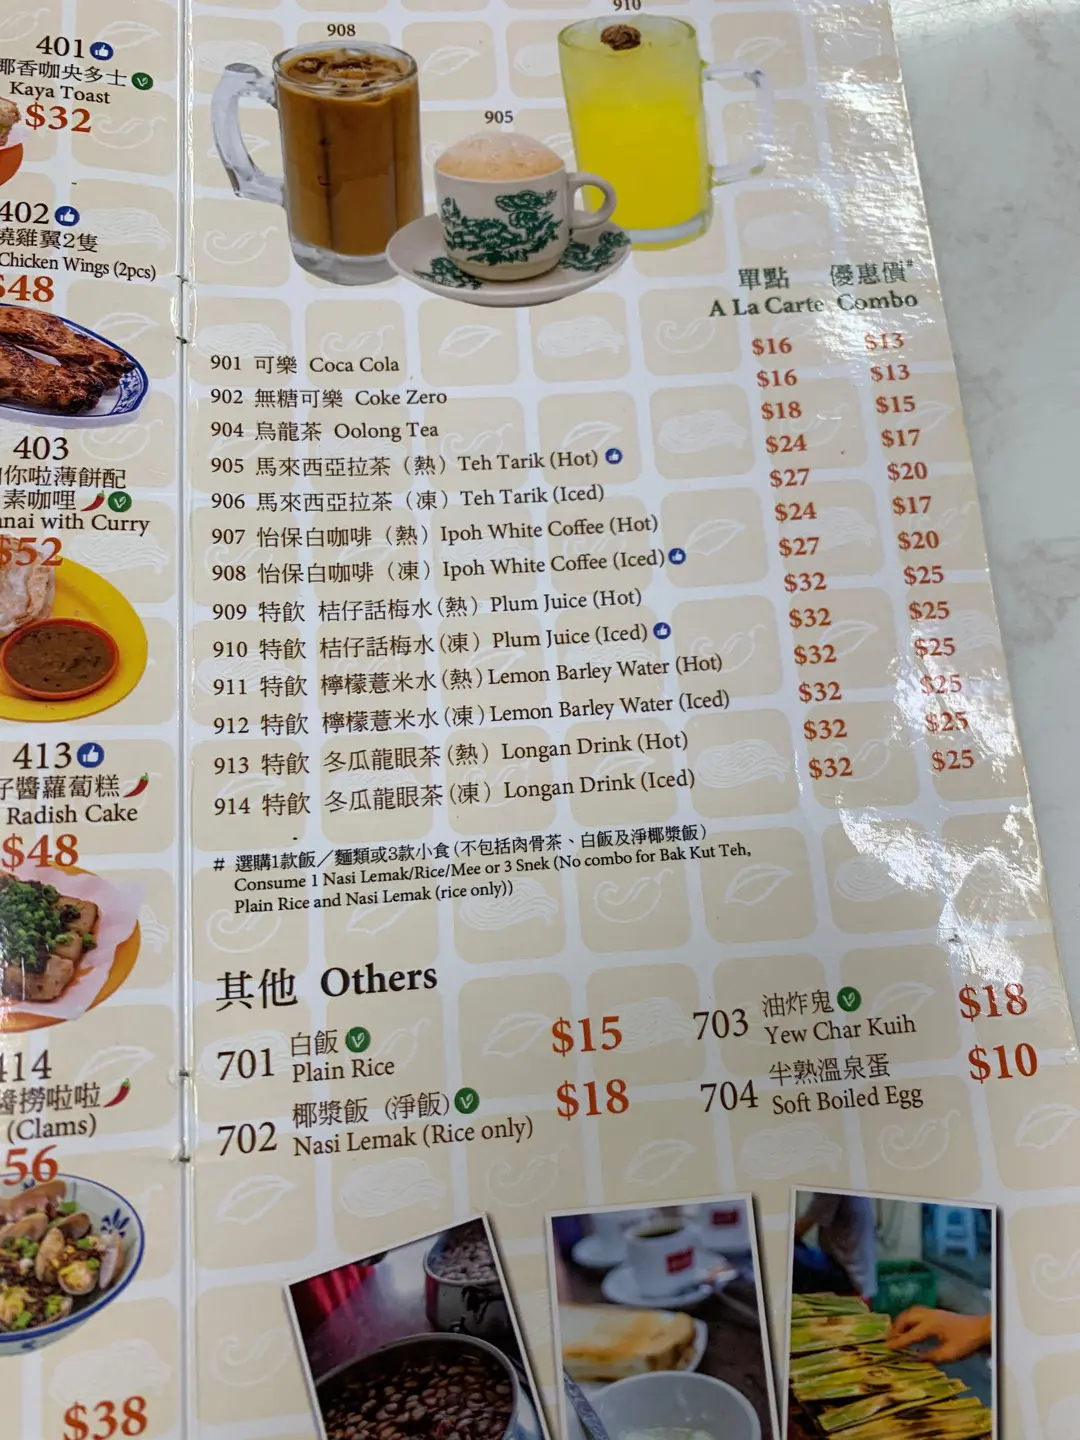 401
椰香咖央多士
Kaya Toast
$32
402
燒雞翼2隻
Chicken Wings (2pcs)
$48
403
你啦薄餅配
素咖哩
with Curry
$52
413
醬蘿蔔糕
Radish Cake
$48
414
醬撈啦啦
(Clams)
56
$38
908
905
910
單點 優惠價#
A La Carte Combo
901 可樂 Coca Cola $16 $13
902 無糖可樂 Coke Zero $16 $13
904 烏龍茶 Oolong Tea $18 $15
905 馬來西亞拉茶（熱）Teh Tarik (Hot) $24 $17
906 馬來西亞拉茶（凍）Teh Tarik (Iced) $27 $20
907 怡保白咖啡（熱）Ipoh White Coffee (Hot) $24 $17
908 怡保白咖啡（凍）Ipoh White Coffee (Iced) $27 $20
909 特飲 桔仔話梅水(熱) Plum Juice (Hot) $32 $25
910 特飲 桔仔話梅水(凍) Plum Juice (Iced) $32 $25
911 特飲 檸檬薏米水(熱) Lemon Barley Water (Hot) $32 $25
912 特飲 檸檬薏米水(凍) Lemon Barley Water (Iced) $32 $25
913 特飲 冬瓜龍眼茶(熱) Longan Drink (Hot) $32 $25
914 特飲 冬瓜龍眼茶(凍) Longan Drink (Iced) $32 $25
# 選購1款飯／麵類或3款小食(不包括肉骨茶、白飯及淨椰漿飯)
Consume 1 Nasi Lemak/Rice/Mee or 3 Snek (No combo for Bak Kut Teh,
Plain Rice and Nasi Lemak (rice only))
其他 Others
701 白飯 $15
Plain Rice
702 椰漿飯 (淨飯) $18
Nasi Lemak (Rice only)
703 油炸鬼 $18
Yew Char Kuih
704 半熟溫泉蛋 $10
Soft Boiled Egg